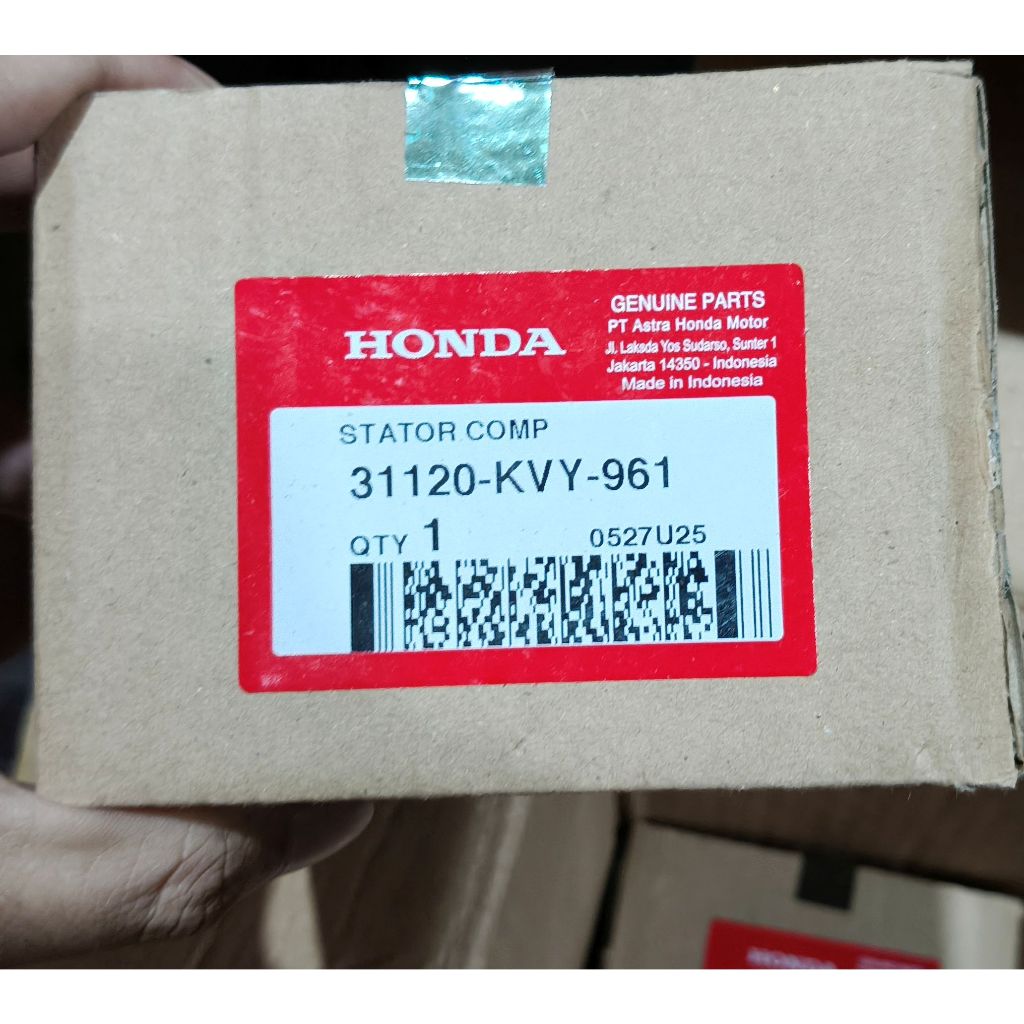 HONDA
GENUINE PARTS
PT Astra Honda Motor
Jl. Laksda Yos Sudarso, Sunter 1
Jakarta 14350 - Indonesia
Made in Indonesia
STATOR COMP
31120-KVY-961
QTY 1 0527U25
HONDA